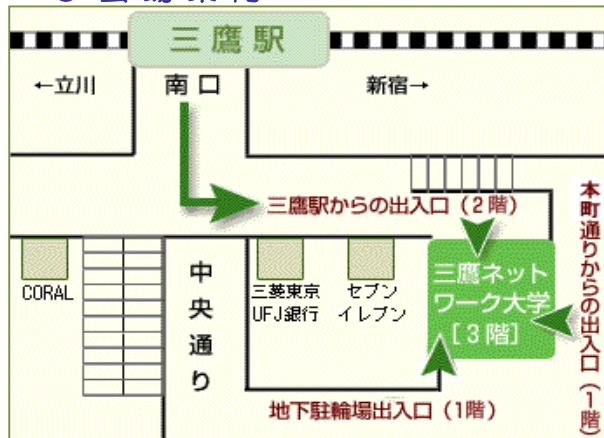 三鷹駅
←立川
南口
新宿→
三鷹駅からの出入口（2階）
本町通りからの出入口（1階）
CORAL
中央通り
三菱東京
UFJ銀行
セブン
イレブン
三鷹ネット
ワーク大学
［3階］
地下駐輪場出入口（1階）